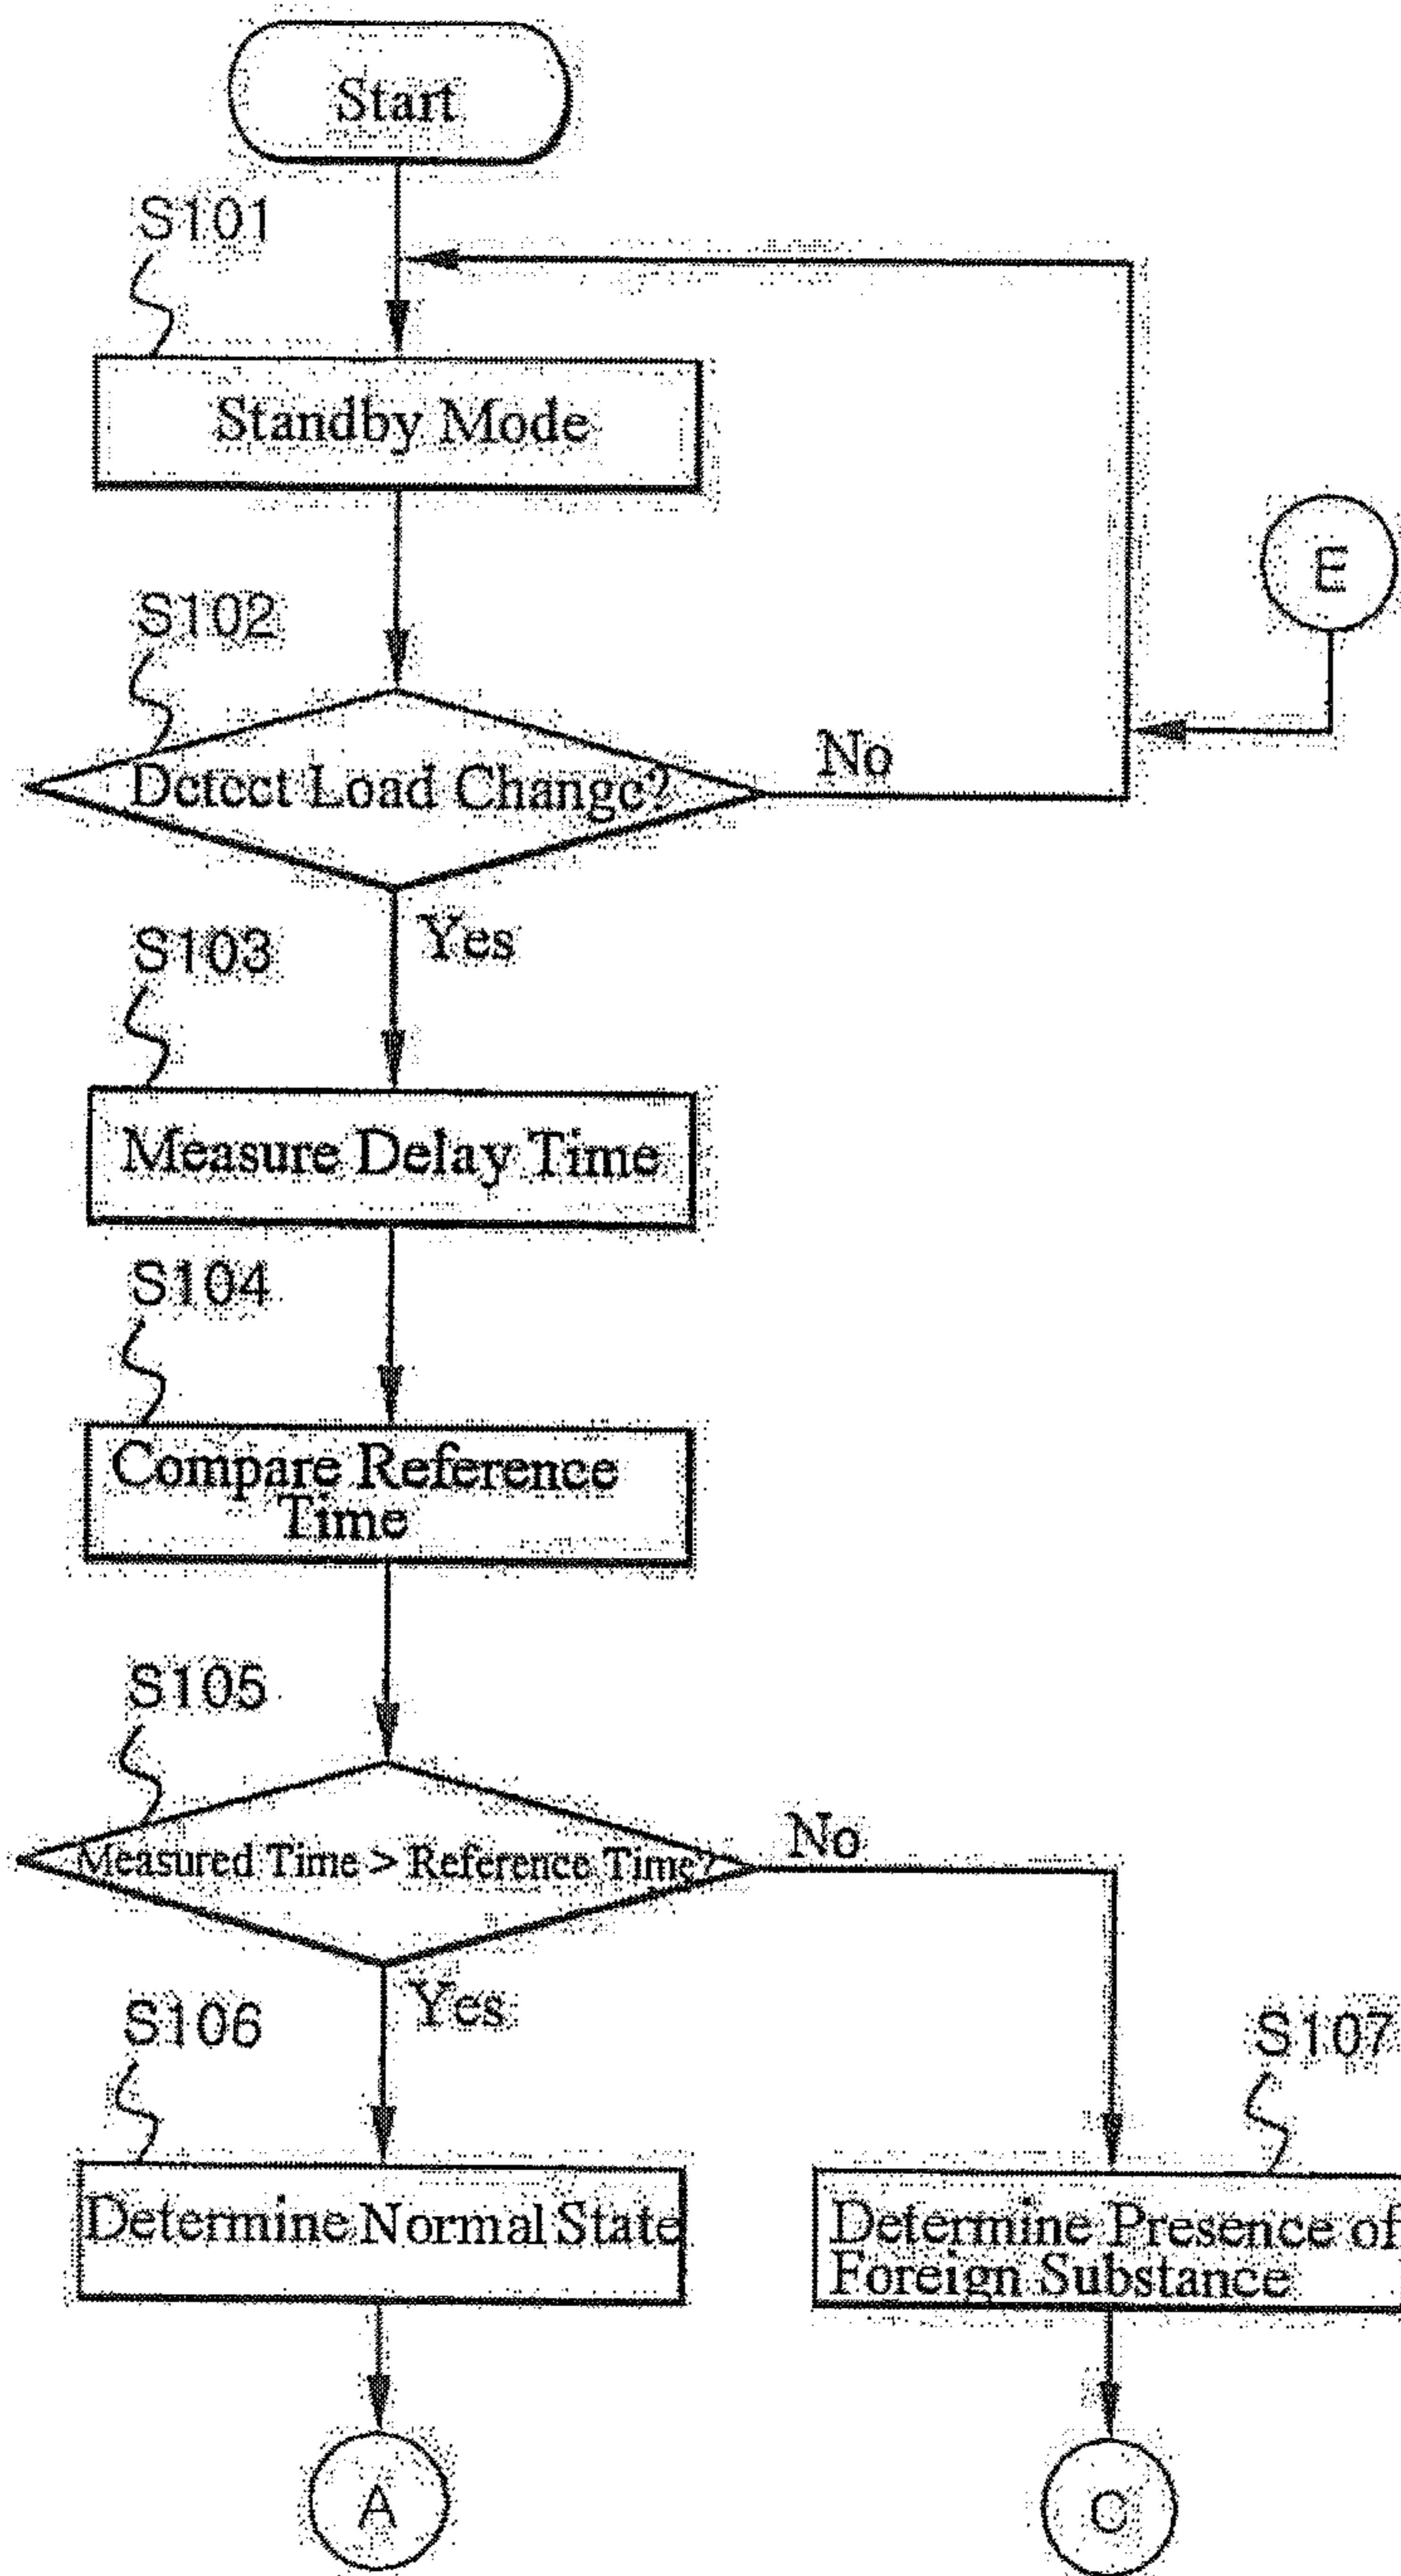 Start
S101
Standby Mode
E
S102
Detect Load Change?
No
Yes
S103
Measure Delay Time
S104
Compare Reference
Time
S105
Measured Time > Reference Time?
No
Yes
S106
S107
Determine Normal State
Determine Presence of
Foreign Substance
A
C